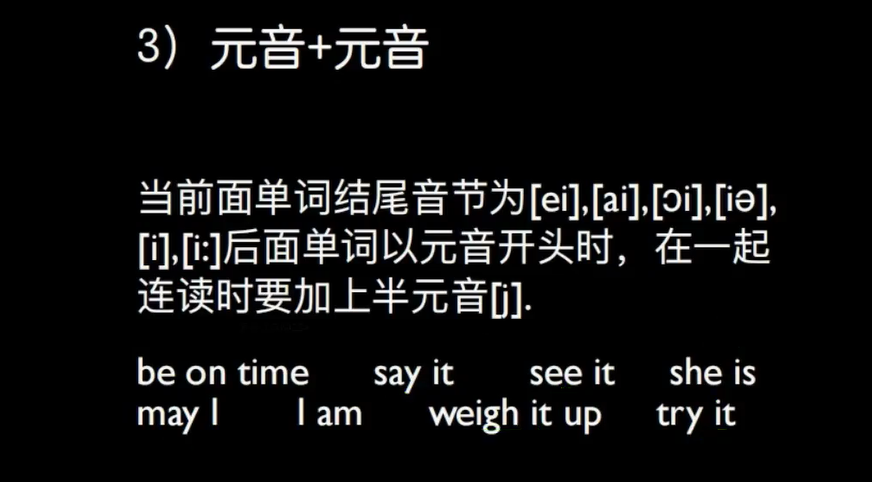 3）元音+元音
当前面单词结尾音节为[ei],[ai],[ɔi],[iə],
[i],[i:]后面单词以元音开头时，在一起
连读时要加上半元音[j].
be on time say it see it she is
may I I am weigh it up try it